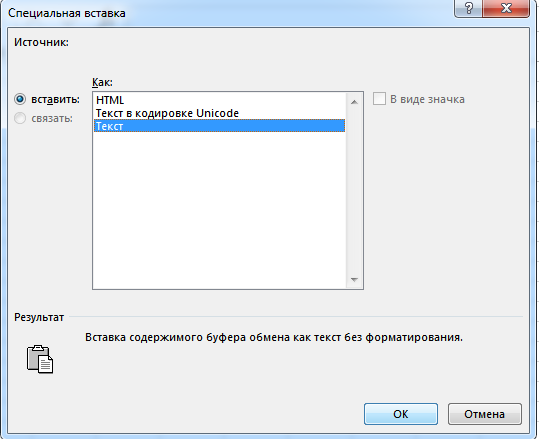 Специальная вставка
Источник:
Как:
вставить:
связать:
HTML
Текст в кодировке Unicode
Текст
В виде значка
Результат
Вставка содержимого буфера обмена как текст без форматирования.
ОК
Отмена